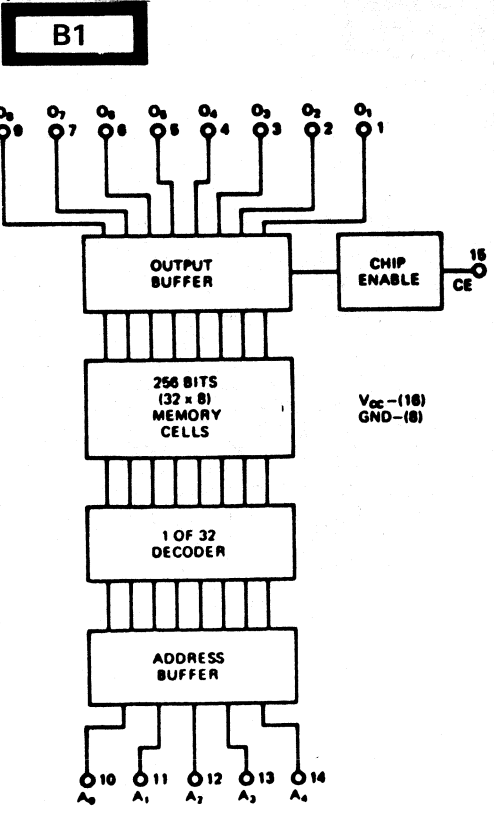 B1
O₈ O₇ O₆ O₅ O₄ O₃ O₂ O₁
9 7 6 5 4 3 2 1
OUTPUT
BUFFER
CHIP
ENABLE
15
CE
256 BITS
(32 x 8)
MEMORY
CELLS
Vcc–(16)
GND–(8)
1 OF 32
DECODER
ADDRESS
BUFFER
10 11 12 13 14
A₀ A₁ A₂ A₃ A₄